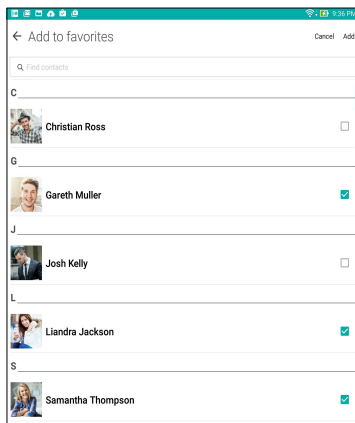 9:36 PM
Add to favorites
Cancel Add
Find contacts
C
Christian Ross
G
Gareth Muller
J
Josh Kelly
L
Liandra Jackson
S
Samantha Thompson